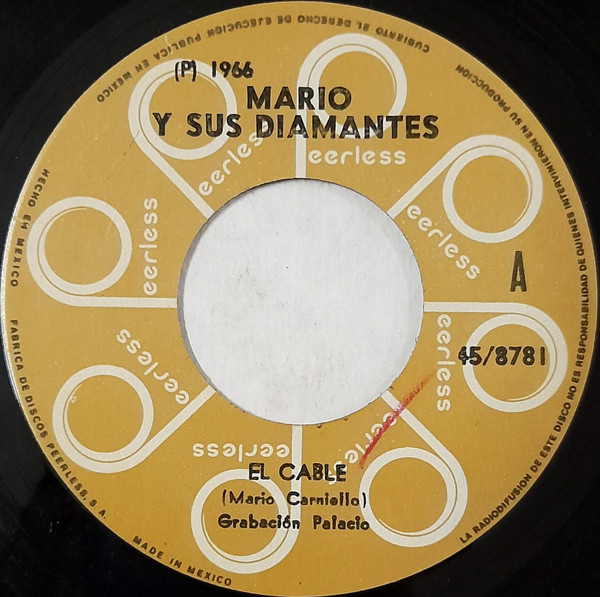 (P) 1966
MARIO
Y SUS DIAMANTES
A
45/8781
EL CABLE
(Mario Carniello)
Grabación Palacio
eerless
eerless
eerless
eerless
eerless
eerless
eerless
eerle
HECHO EN MEXICO
CUBIERTO EL DERECHO DE EJECUCION PUBLICA EN MEXICO
FABRICA DE DISCOS PEERLESS, S.A.
MADE IN MEXICO
LA RADIODIFUSION DE ESTE DISCO NO ES RESPONSABILIDAD DE QUIENES INTERVINIERON EN SU PRODUCCION